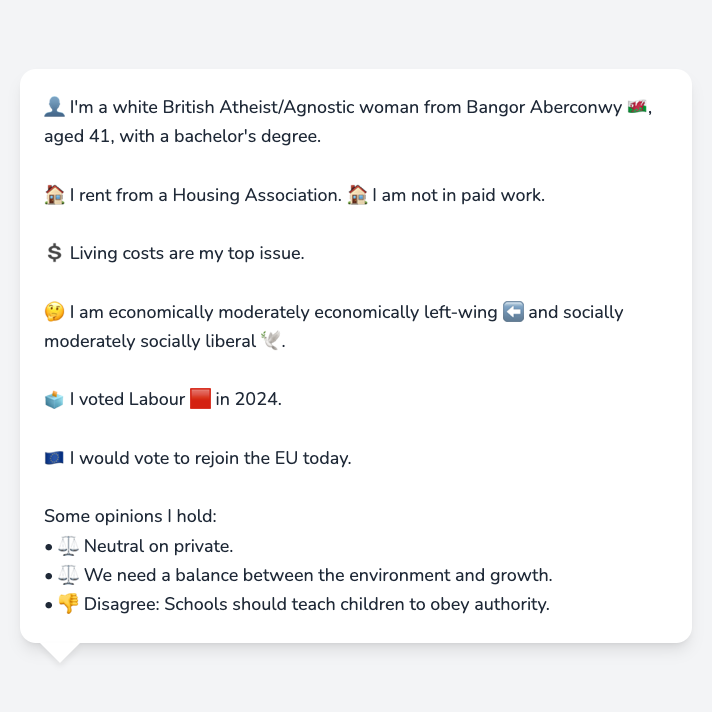 👤 I'm a white British Atheist/Agnostic woman from Bangor Aberconwy 🏴󠁧󠁢󠁷󠁬󠁳󠁿,
aged 41, with a bachelor's degree.
🏠 I rent from a Housing Association. 🏠 I am not in paid work.
💲 Living costs are my top issue.
🤔 I am economically moderately economically left-wing ⬅️ and socially
moderately socially liberal 🕊️.
🗳️ I voted Labour 🟥 in 2024.
🇪🇺 I would vote to rejoin the EU today.
Some opinions I hold:
• ⚖️ Neutral on private.
• ⚖️ We need a balance between the environment and growth.
• 👎 Disagree: Schools should teach children to obey authority.